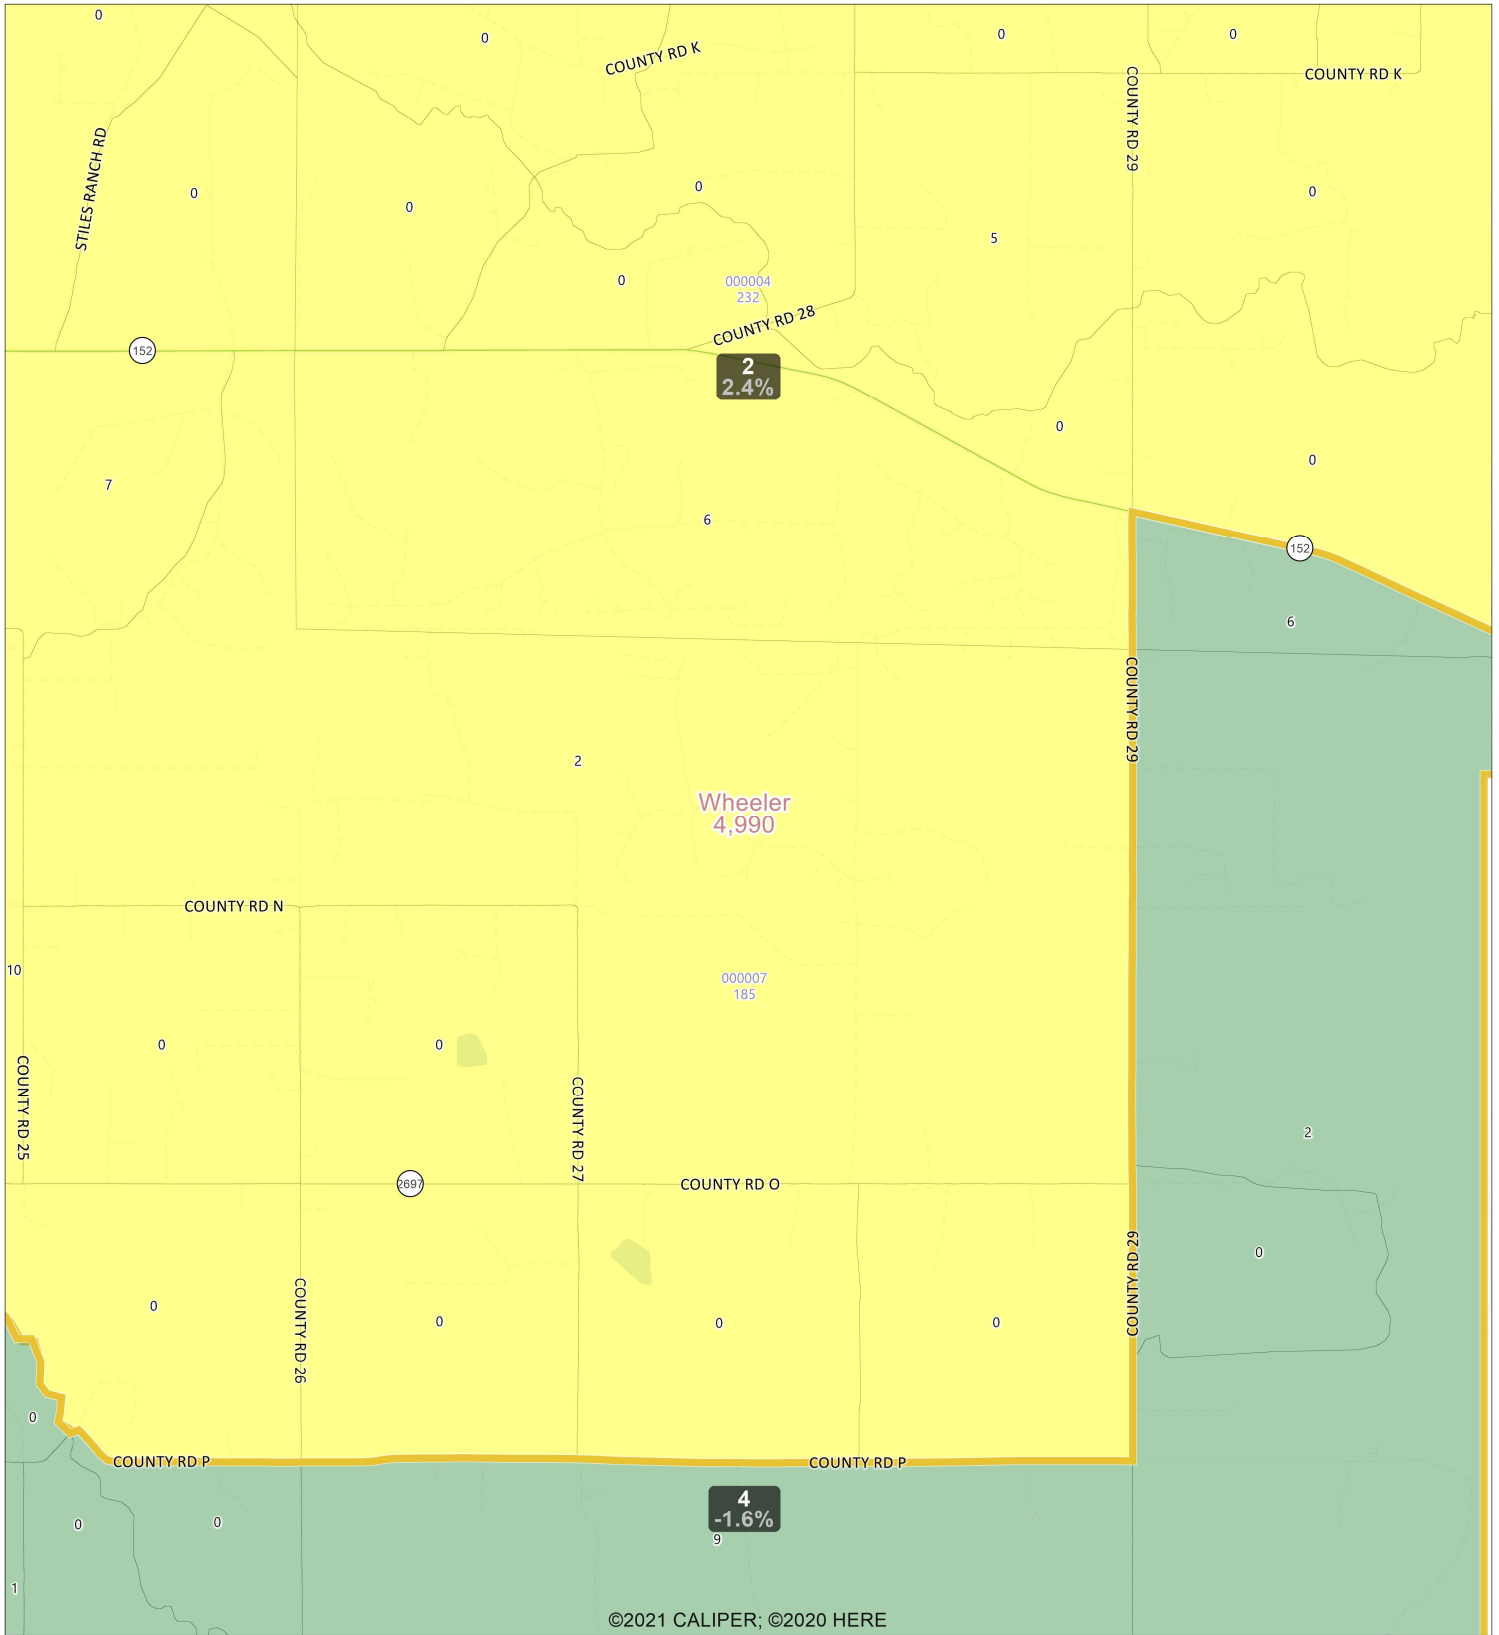 0
0
COUNTY RD K
0
0
COUNTY RD K
COUNTY RD 29
STILES RANCH RD
0
0
0
0
5
0
000004
232
COUNTY RD 28
152
2
2.4%
0
0
7
6
152
6
COUNTY RD 29
2
Wheeler
4,990
COUNTY RD N
10
000007
185
0
0
COUNTY RD 25
COUNTY RD 27
2
2697
COUNTY RD O
COUNTY RD 29
0
0
COUNTY RD 26
0
0
0
0
COUNTY RD P
COUNTY RD P
4
-1.6%
0
0
9
1
©2021 CALIPER; ©2020 HERE